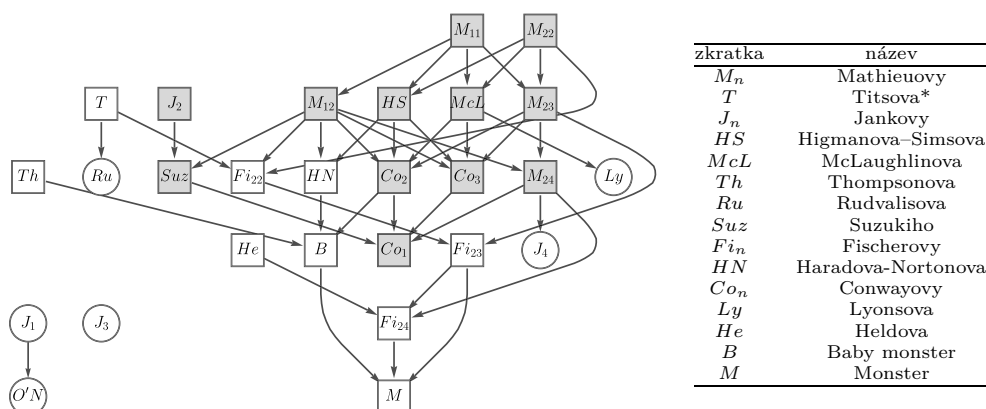 M₁₁ M₂₂
T J₂ M₁₂ HS McL M₂₃
Th Ru Suz Fi₂₂ HN Co₂ Co₃ M₂₄ Ly
He B Co₁ Fi₂₃ J₄
J₁ J₃ Fi₂₄
O'N M
zkratka název
Mₙ Mathieuovy
T Titsova*
Jₙ Jankovy
HS Higmanova–Simsova
McL McLaughlinova
Th Thompsonova
Ru Rudvalisova
Suz Suzukiho
Fiₙ Fischerovy
HN Haradova-Nortonova
Coₙ Conwayovy
Ly Lyonsova
He Heldova
B Baby monster
M Monster